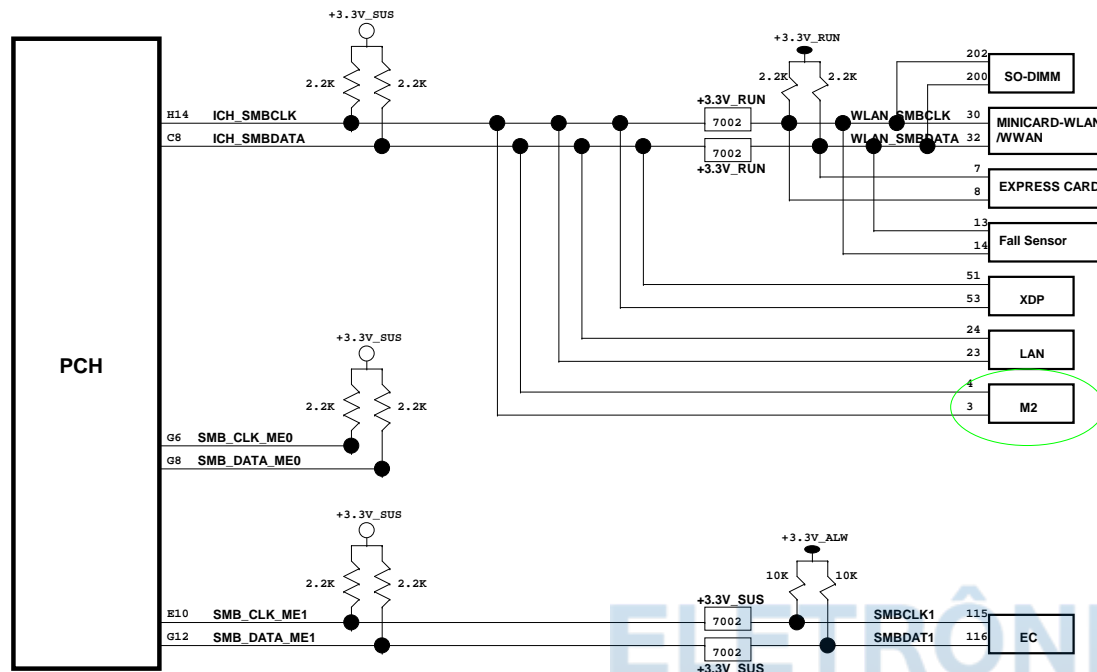 +3.3V_SUS
2.2K 2.2K
+3.3V_RUN
2.2K 2.2K
202
200
SO-DIMM
H14 ICH_SMBCLK
C8 ICH_SMBDATA
+3.3V_RUN
7002
7002
+3.3V_RUN
WLAN_SMBCLK
WLAN_SMBDATA
30
32
MINICARD-WLAN
/WWAN
7
8
EXPRESS CARD
13
14
Fall Sensor
51
53
XDP
24
23
LAN
4
3
M2
PCH
+3.3V_SUS
2.2K 2.2K
G6 SMB_CLK_ME0
G8 SMB_DATA_ME0
+3.3V_SUS
2.2K 2.2K
+3.3V_ALW
10K 10K
E10 SMB_CLK_ME1
G12 SMB_DATA_ME1
+3.3V_SUS
7002
7002
+3.3V_SUS
SMBCLK1
SMBDAT1
115
116
EC
ELETRÔNI